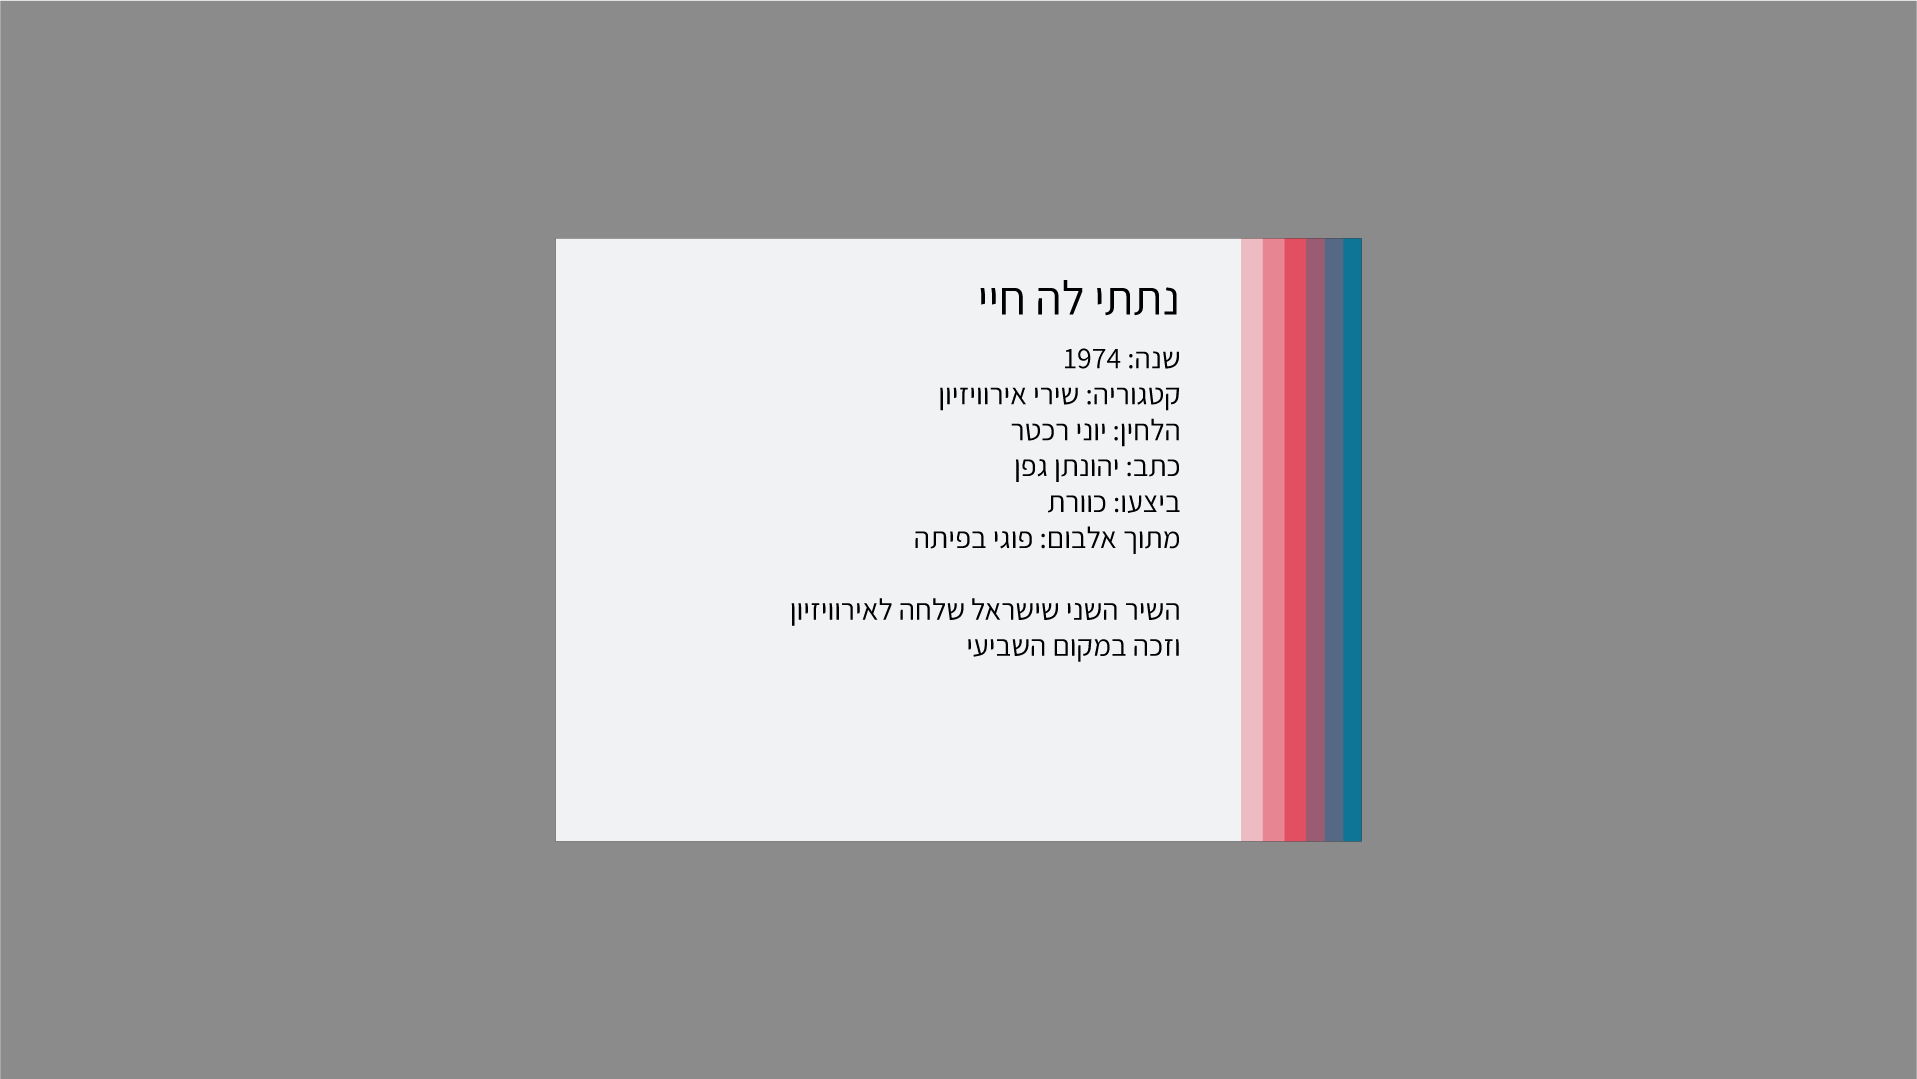 נתתי לה חיי
שנה: 1974
קטגוריה: שירי אירוויזיון
הלחין: יוני רכטר
כתב: יהונתן גפן
ביצעו: כוורת
מתוך אלבום: פוגי בפיתה
השיר השני שישראל שלחה לאירוויזיון
וזכה במקום השביעי